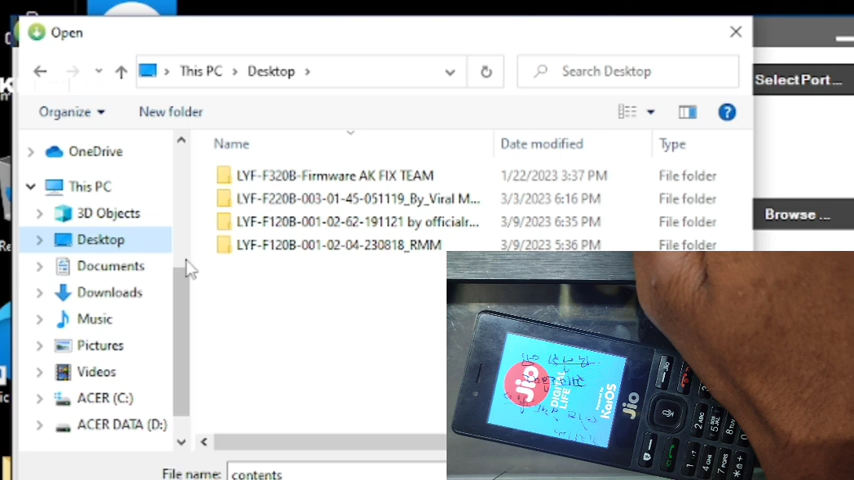 Open
This PC
Desktop
Search Desktop
Select Port ...
Organize
New folder
Name
Date modified
Type
OneDrive
LYF-F320B-Firmware AK FIX TEAM
1/22/2023 3:37 PM
File folder
This PC
LYF-F220B-003-01-45-051119_By_Viral M...
3/3/2023 6:16 PM
File folder
3D Objects
LYF-F120B-001-02-62-191121 by officialr...
3/9/2023 6:35 PM
File folder
Browse ...
Desktop
LYF-F120B-001-02-04-230818_RMM
3/9/2023 5:36 PM
File folder
Documents
Downloads
Music
Pictures
Videos
ACER (C:)
ACER DATA (D:)
File name:
contents
Jio
DIGITAL
LIFE
Powered by
KaiOS
Jio